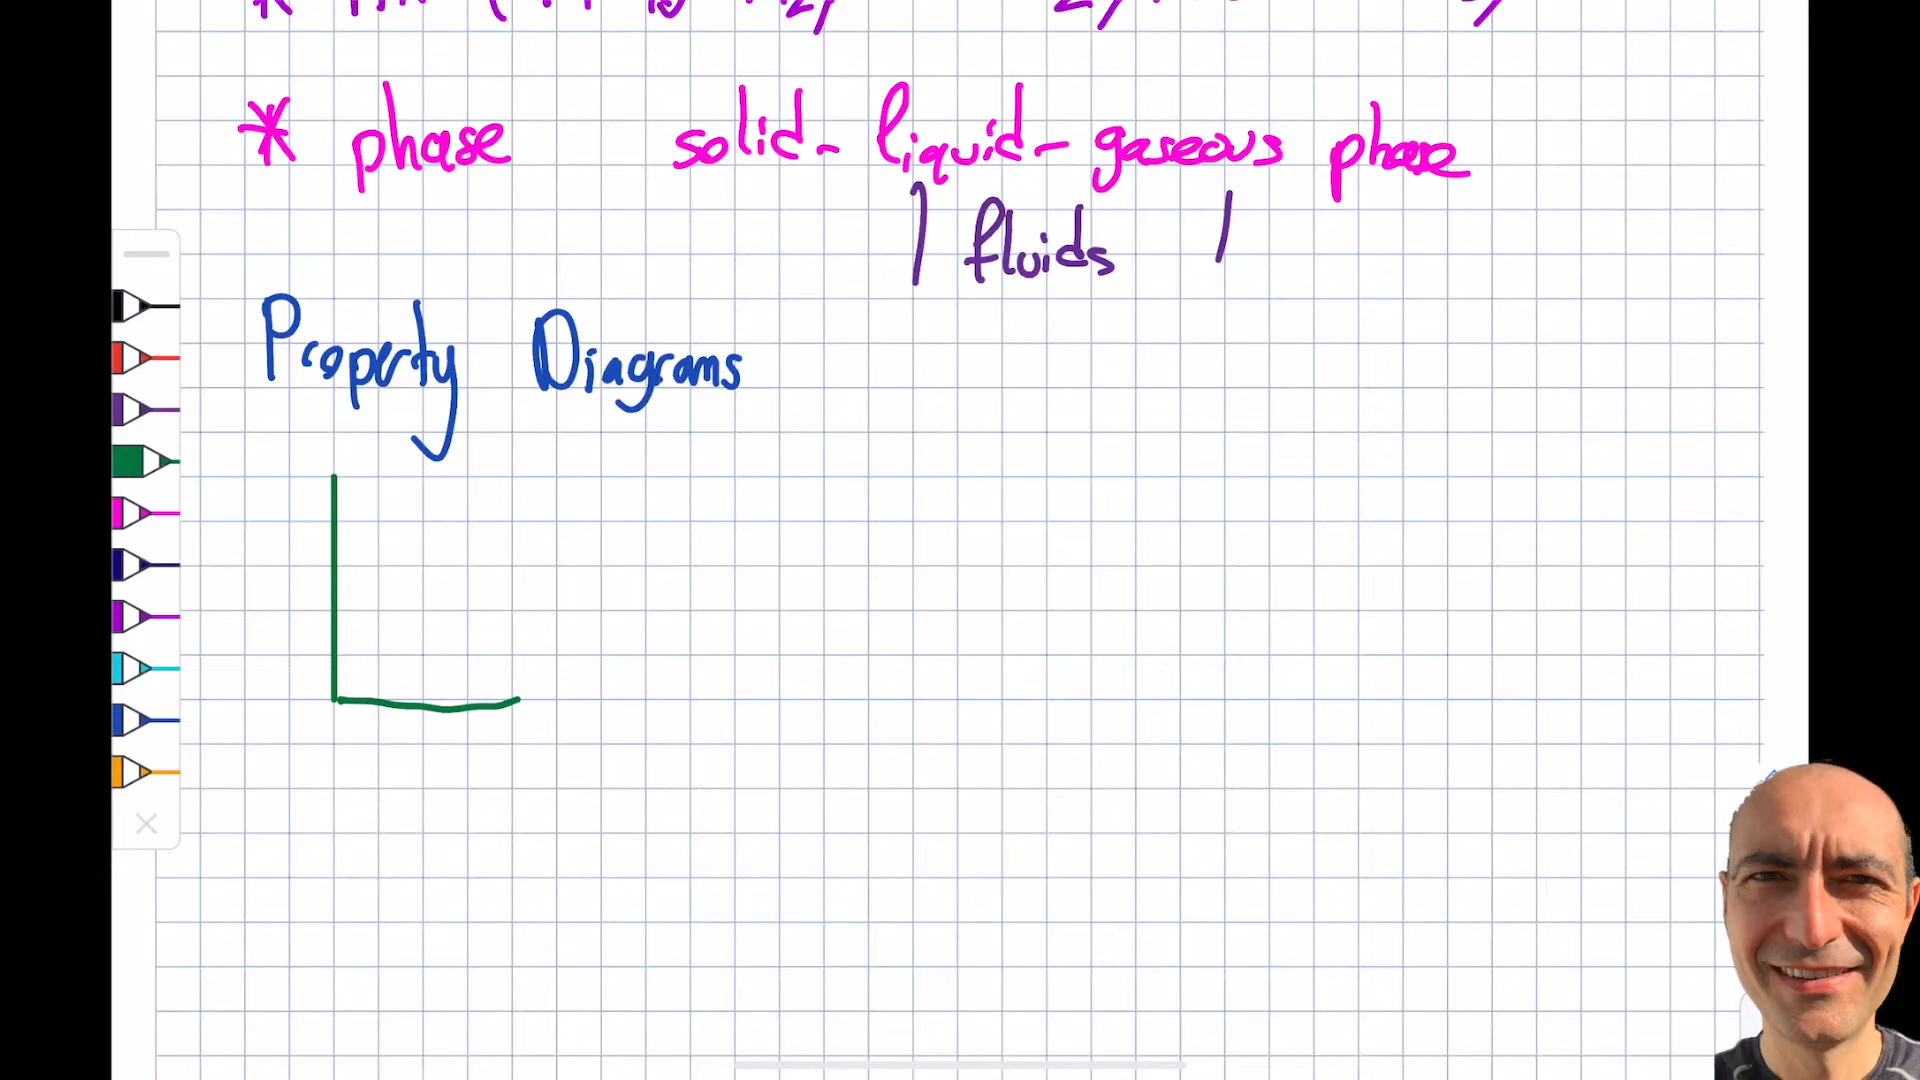 * phase solid- liquid- gaseous phase
fluids
Property Diagrams